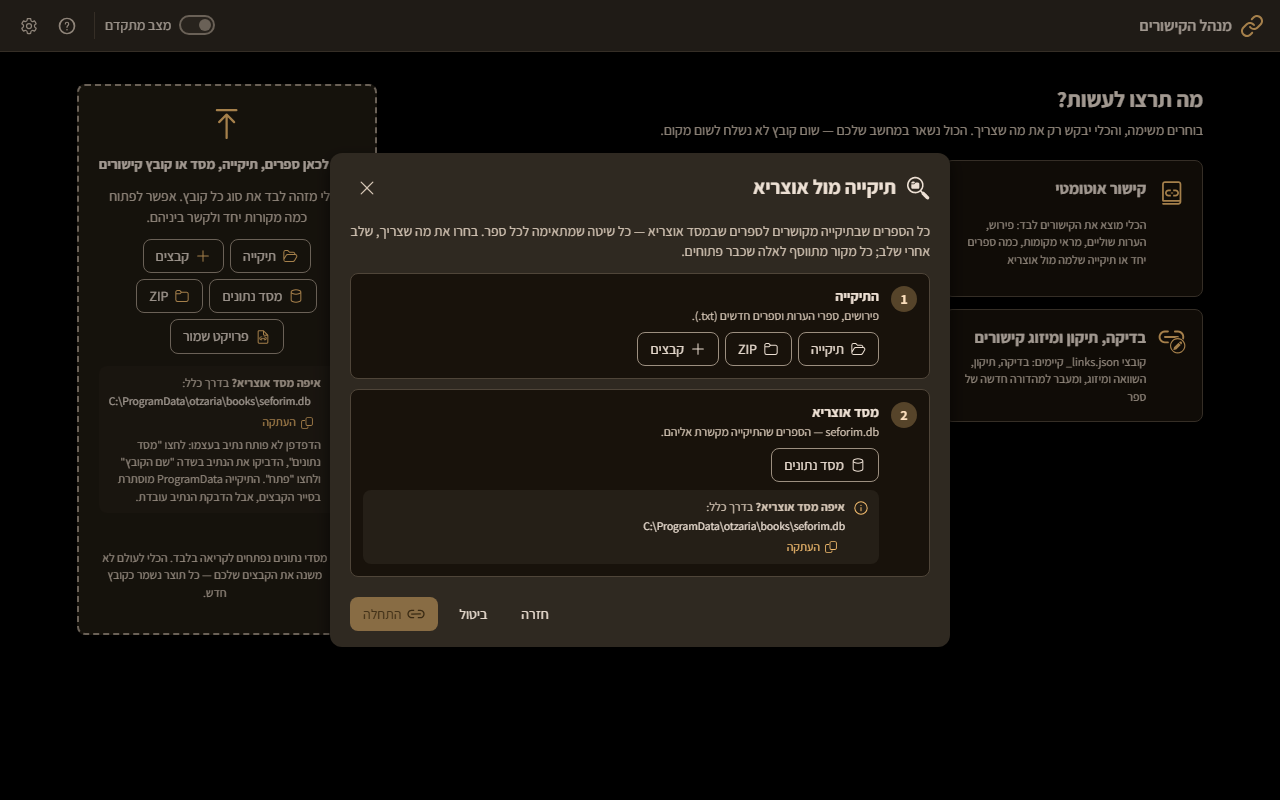 מנהל הקישורים
מצב מתקדם
מה תרצו לעשות?
בוחרים משימה, והכלי יבקש רק את מה שצריך. הכול נשאר במחשב שלכם — שום קובץ לא נשלח לשום מקום.
קישור אוטומטי
הכלי מוצא את הקישורים לבד: פירוש,
הערות שוליים, מראי מקומות, כמה ספרים
יחד או תיקייה שלמה מול אוצריא
בדיקה, תיקון ומיזוג קישורים
קובצי links.json_ קיימים: בדיקה, תיקון,
השוואה ומיזוג, ומעבר למהדורה חדשה של
ספר
תיקייה מול אוצריא
כל הספרים שבתיקייה מקושרים לספרים שבמסד אוצריא — כל שיטה שמתאימה לכל ספר. בחרו את מה שצריך, שלב
אחרי שלב; כל מקור מתווסף לאלה שכבר פתוחים.
1
התיקייה
פירושים, ספרי הערות וספרים חדשים (txt.).
תיקייה
ZIP
קבצים
2
מסד אוצריא
seforim.db — הספרים שהתיקייה מקשרת אליהם.
מסד נתונים
איפה מסד אוצריא? בדרך כלל:
C:\ProgramData\otzaria\books\seforim.db
העתקה
חזרה
ביטול
התחלה
לכאן ספרים, תיקייה, מסד או קובץ קישורים
מזהה לבד את סוג כל קובץ. אפשר לפתוח
כמה מקורות יחד ולקשר ביניהם.
תיקייה
קבצים
מסד נתונים
ZIP
פרויקט שמור
איפה מסד אוצריא? בדרך כלל:
C:\ProgramData\otzaria\books\seforim.db
העתקה
הדפדפן לא פותח נתיב בעצמו: לחצו "מסד
נתונים", הדביקו את הנתיב בשדה "שם הקובץ"
ולחצו "פתח". התיקייה ProgramData מוסתרת
בסייר הקבצים, אבל הדבקת הנתיב עובדת.
מסדי נתונים נפתחים לקריאה בלבד. הכלי לעולם לא
משנה את הקבצים שלכם — כל תוצר נשמר כקובץ
חדש.